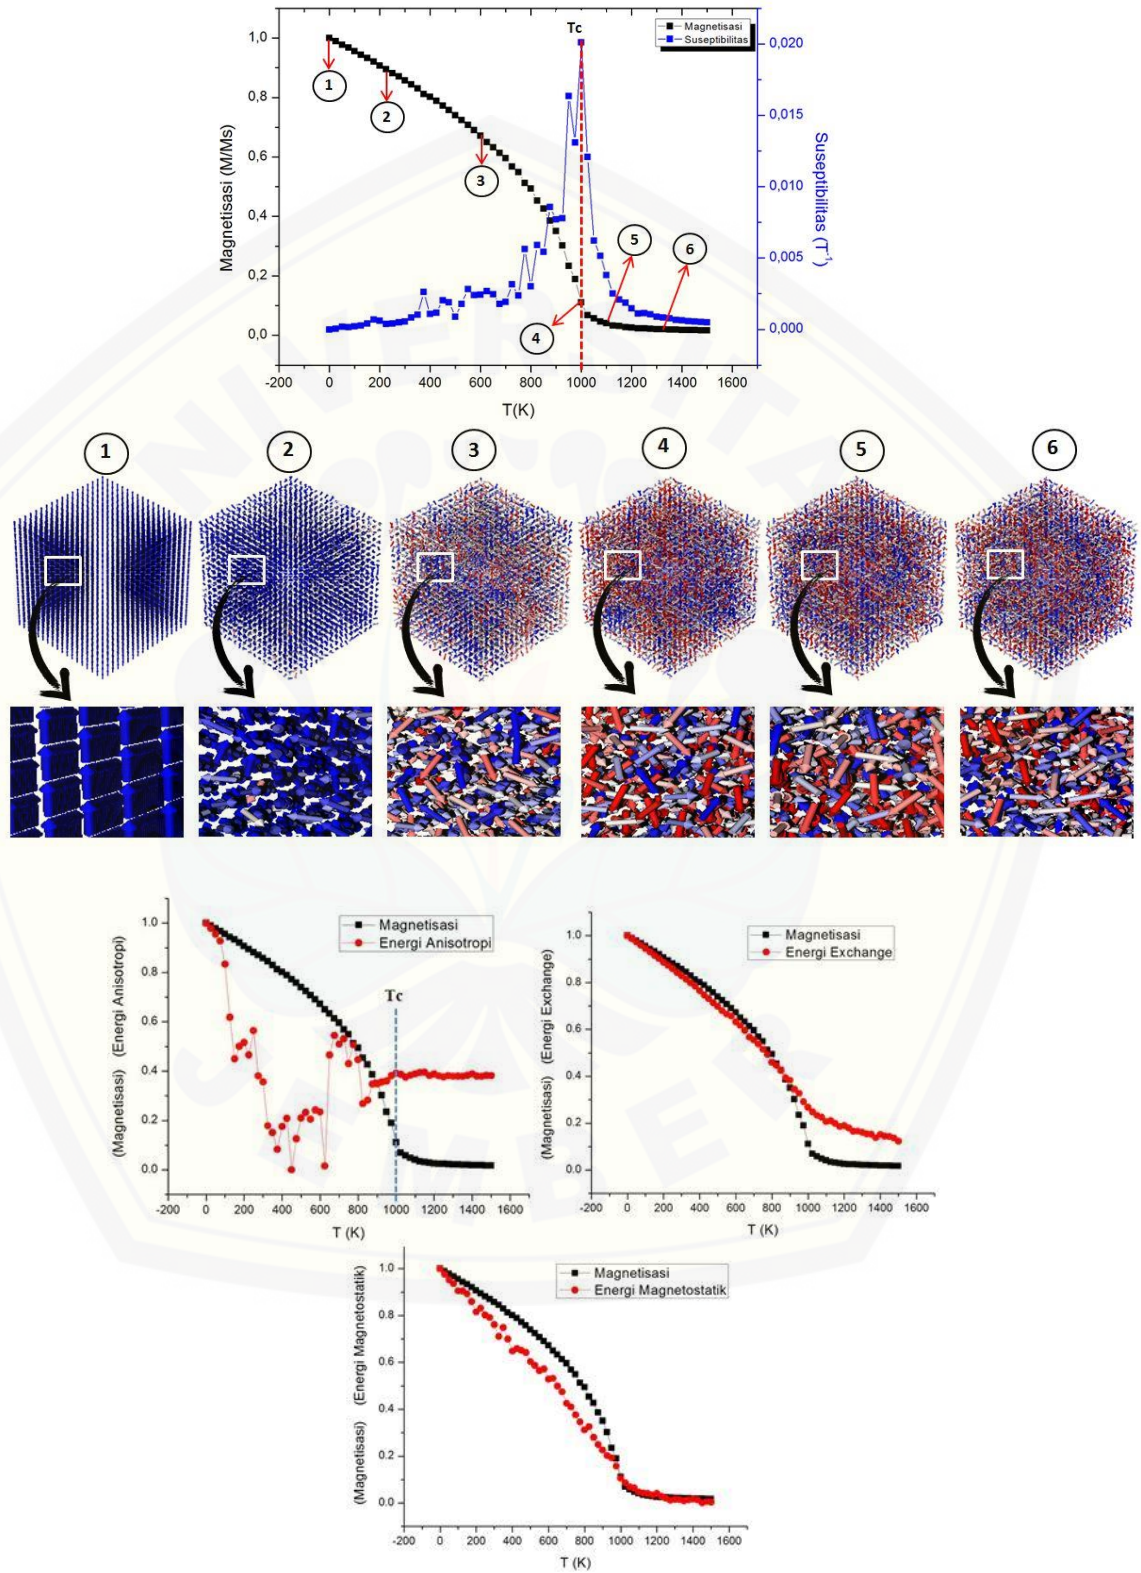 Tc
Magnetisasi
Suseptibilitas
1,0
0,8
0,6
0,4
0,2
0,0
Magnetisasi (M/Ms)
0,020
0,015
0,010
0,005
0,000
Suseptibilitas (T⁻¹)
1
2
3
4
5
6
-200 0 200 400 600 800 1000 1200 1400 1600
T(K)
1 2 3 4 5 6
UNIVERSITAS
JEMBER
Magnetisasi
Energi Anisotropi
Tc
1.0
0.8
0.6
0.4
0.2
0.0
(Magnetisasi) (Energi Anisotropi)
-200 0 200 400 600 800 1000 1200 1400 1600
T (K)
Magnetisasi
Energi Exchange
1.0
0.8
0.6
0.4
0.2
0.0
(Magnetisasi) (Energi Exchange)
-200 0 200 400 600 800 1000 1200 1400 1600
T (K)
Magnetisasi
Energi Magnetostatik
1.0
0.8
0.6
0.4
0.2
0.0
(Magnetisasi) (Energi Magnetostatik)
-200 0 200 400 600 800 1000 1200 1400 1600
T (K)